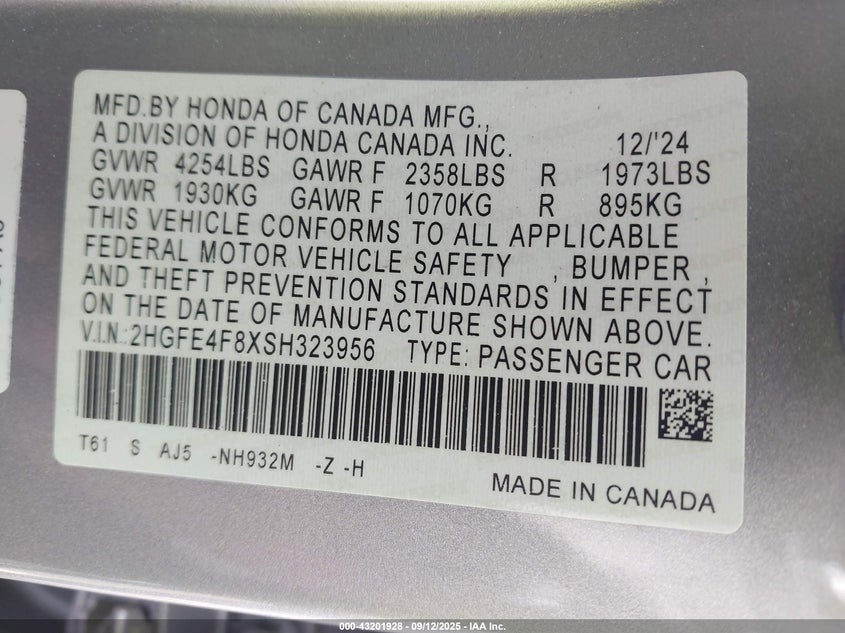 MFD.BY HONDA OF CANADA MFG.,
A DIVISION OF HONDA CANADA INC. 12/'24
GVWR 4254LBS GAWR F 2358LBS R 1973LBS
GVWR 1930KG GAWR F 1070KG R 895KG
THIS VEHICLE CONFORMS TO ALL APPLICABLE
FEDERAL MOTOR VEHICLE SAFETY , BUMPER ,
AND THEFT PREVENTION STANDARDS IN EFFECT
ON THE DATE OF MANUFACTURE SHOWN ABOVE.
V.I.N.:2HGFE4F8XSH323956 TYPE: PASSENGER CAR
T61 S AJ5 -NH932M -Z -H
MADE IN CANADA
000-43201928 - 09/12/2025 - IAA Inc.